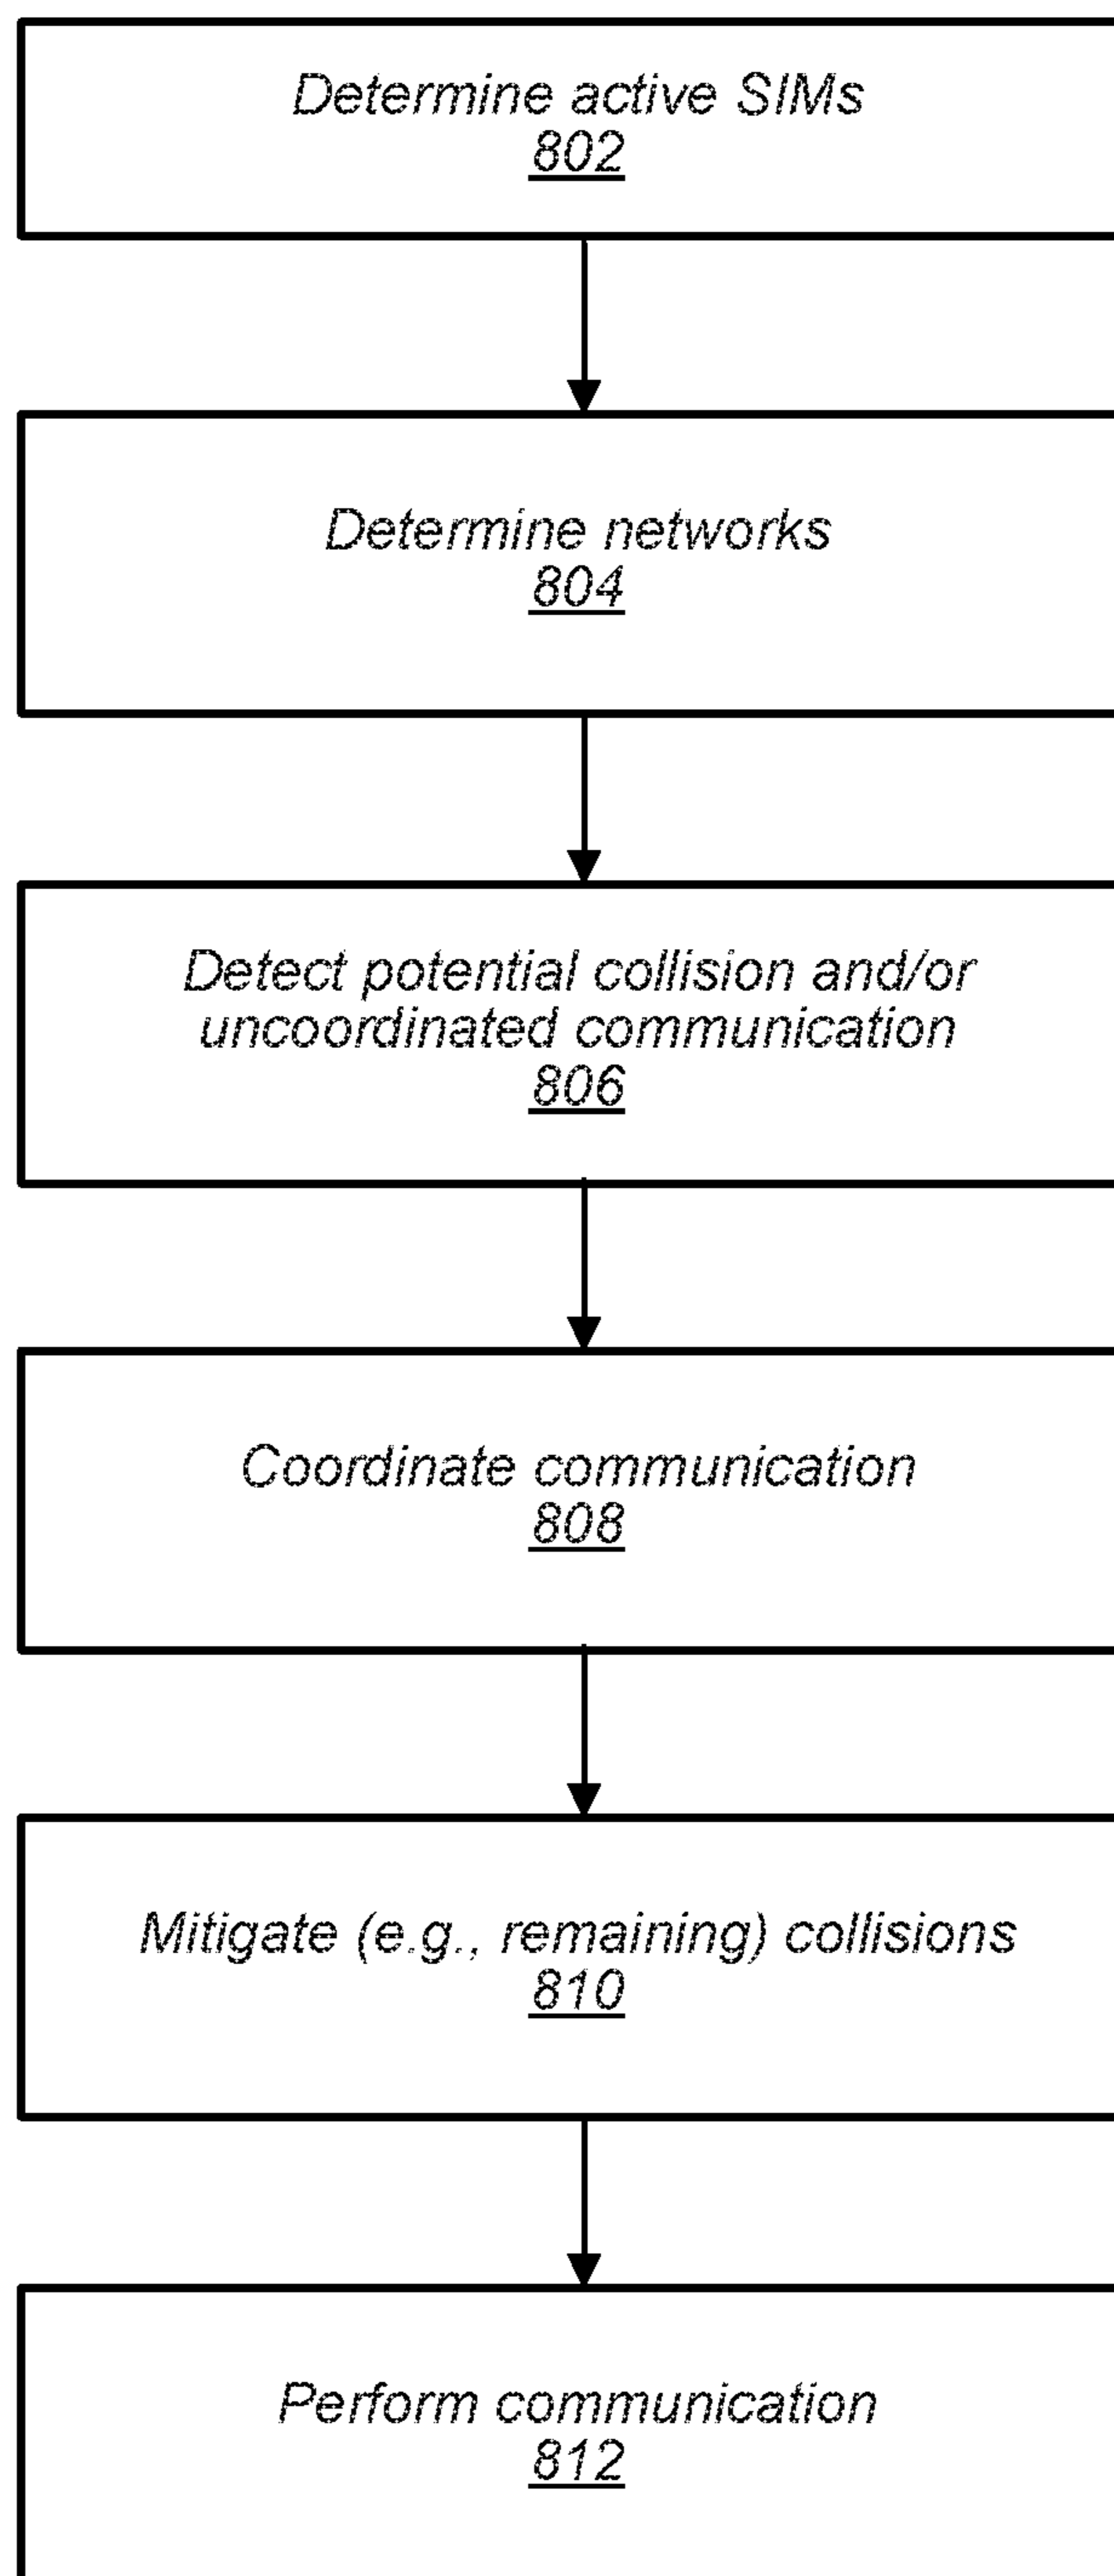 Determine active SIMs
802
Determine networks
804
Detect potential collision and/or
uncoordinated communication
806
Coordinate communication
808
Mitigate (e.g., remaining) collisions
810
Perform communication
812